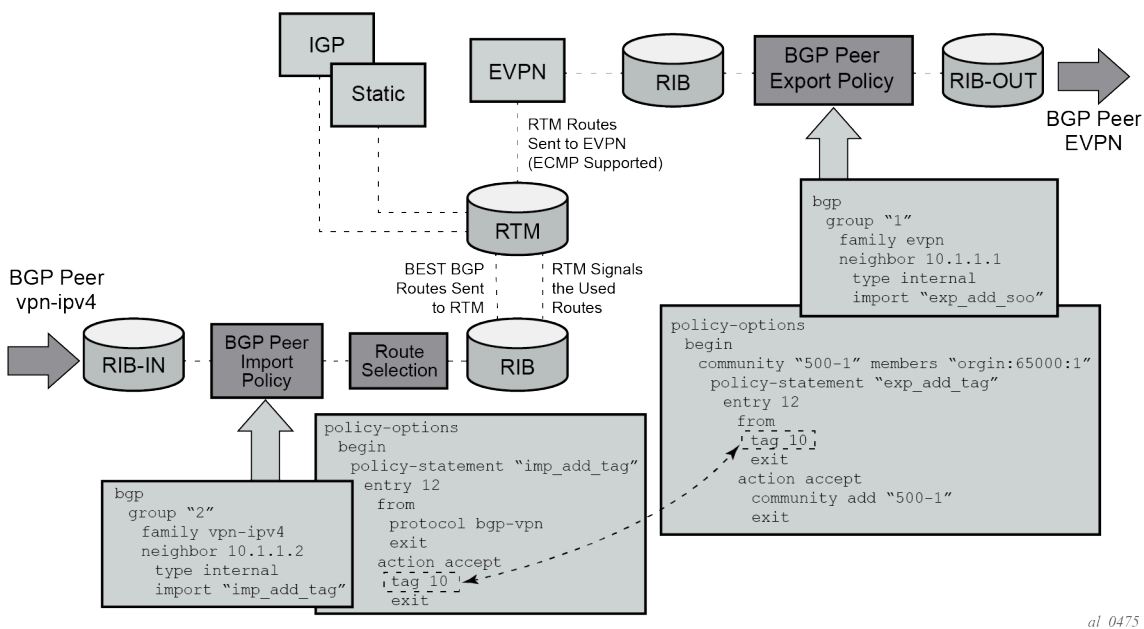 IGP
Static
EVPN
RIB
BGP Peer
Export Policy
RIB-OUT
BGP Peer
EVPN
RTM Routes
Sent to EVPN
(ECMP Supported)
RTM
BEST BGP
Routes Sent
to RTM
RTM Signals
the Used
Routes
BGP Peer
vpn-ipv4
RIB-IN
BGP Peer
Import
Policy
Route
Selection
RIB
bgp
group “1”
family evpn
neighbor 10.1.1.1
type internal
import “exp_add_soo”
policy-options
begin
community “500-1” members “orgin:65000:1”
policy-statement “exp_add_tag”
entry 12
from
tag 10
exit
action accept
community add “500-1”
exit
policy-options
begin
policy-statement “imp_add_tag”
entry 12
from
protocol bgp-vpn
exit
action accept
tag 10
exit
bgp
group “2”
family vpn-ipv4
neighbor 10.1.1.2
type internal
import “imp_add_tag”
al_0475